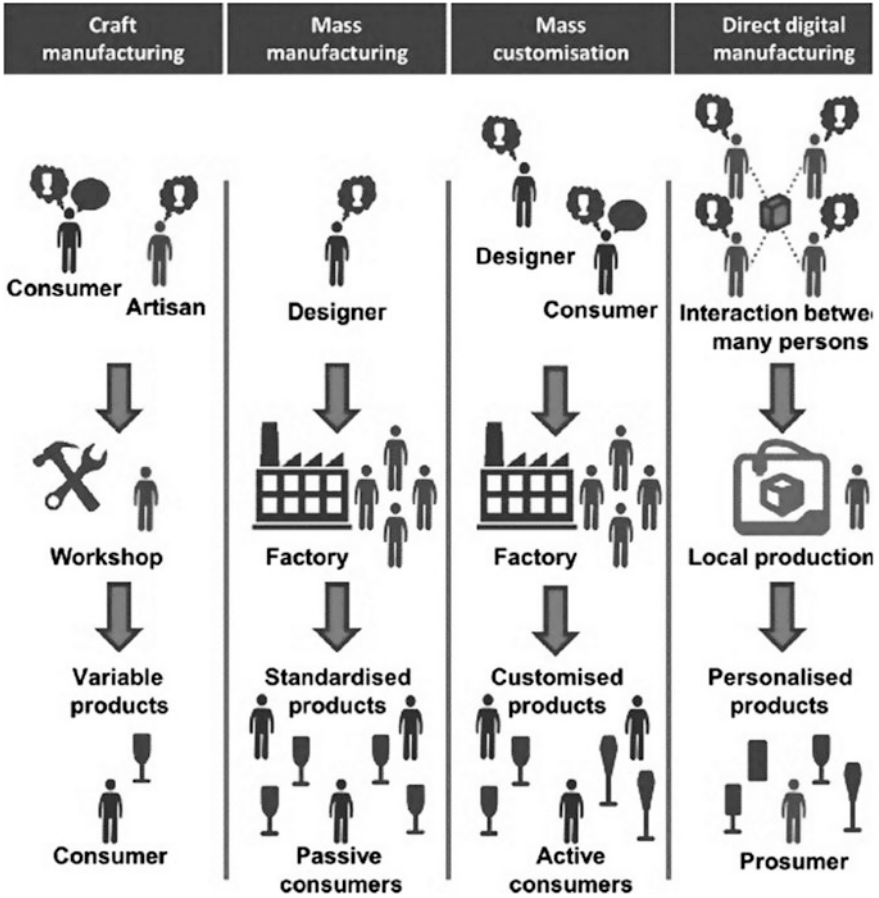 Craft
manufacturing
Mass
manufacturing
Mass
customisation
Direct digital
manufacturing
Consumer
Artisan
Designer
Designer
Consumer
Interaction betwe
many persons
Workshop
Factory
Factory
Local production
Variable
products
Standardised
products
Customised
products
Personalised
products
Consumer
Passive
consumers
Active
consumers
Prosumer